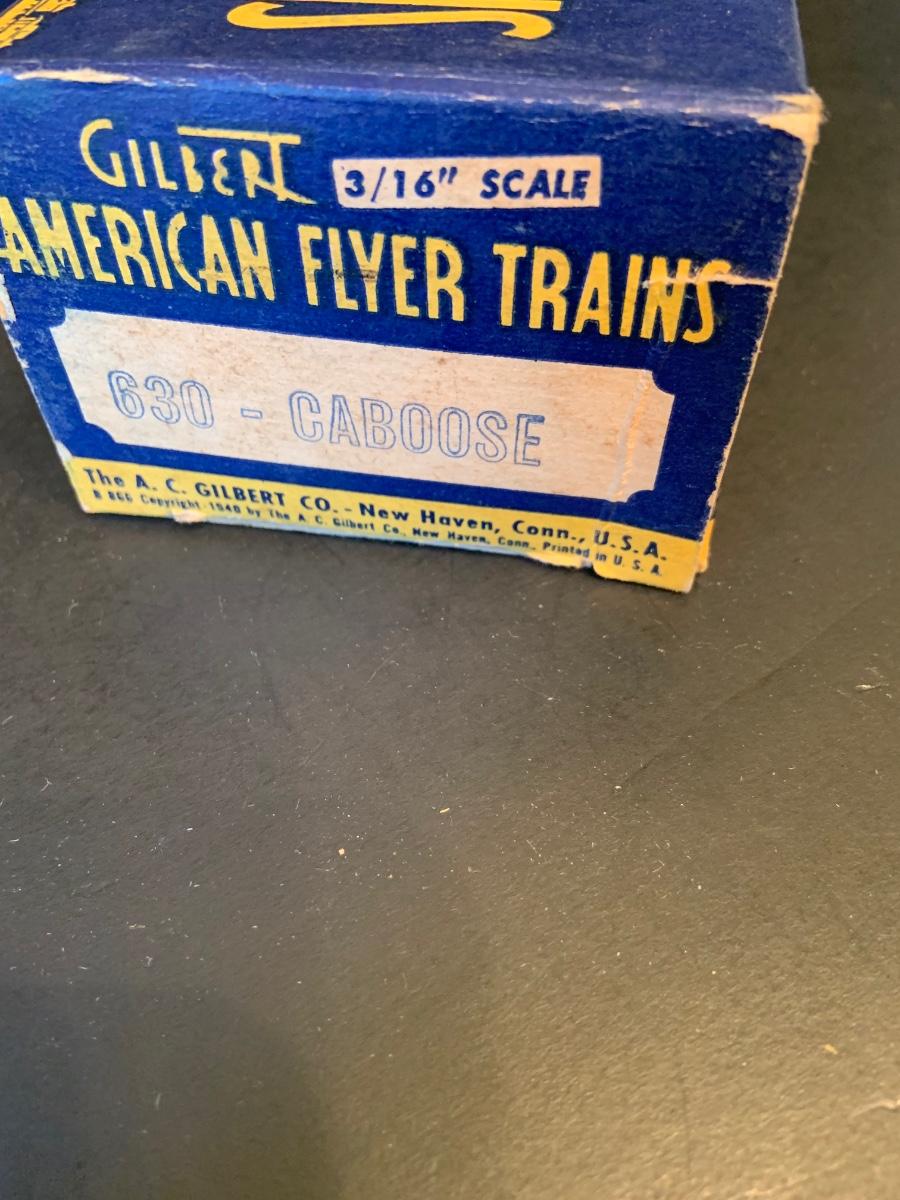 GILBERT 3/16" SCALE
AMERICAN FLYER TRAINS
630 - CABOOSE
The A. C. GILBERT CO. - New Haven, Conn., U.S.A.
Copyright 1948 by The A. C. Gilbert Co., New Haven, Conn. Printed in U. S. A.